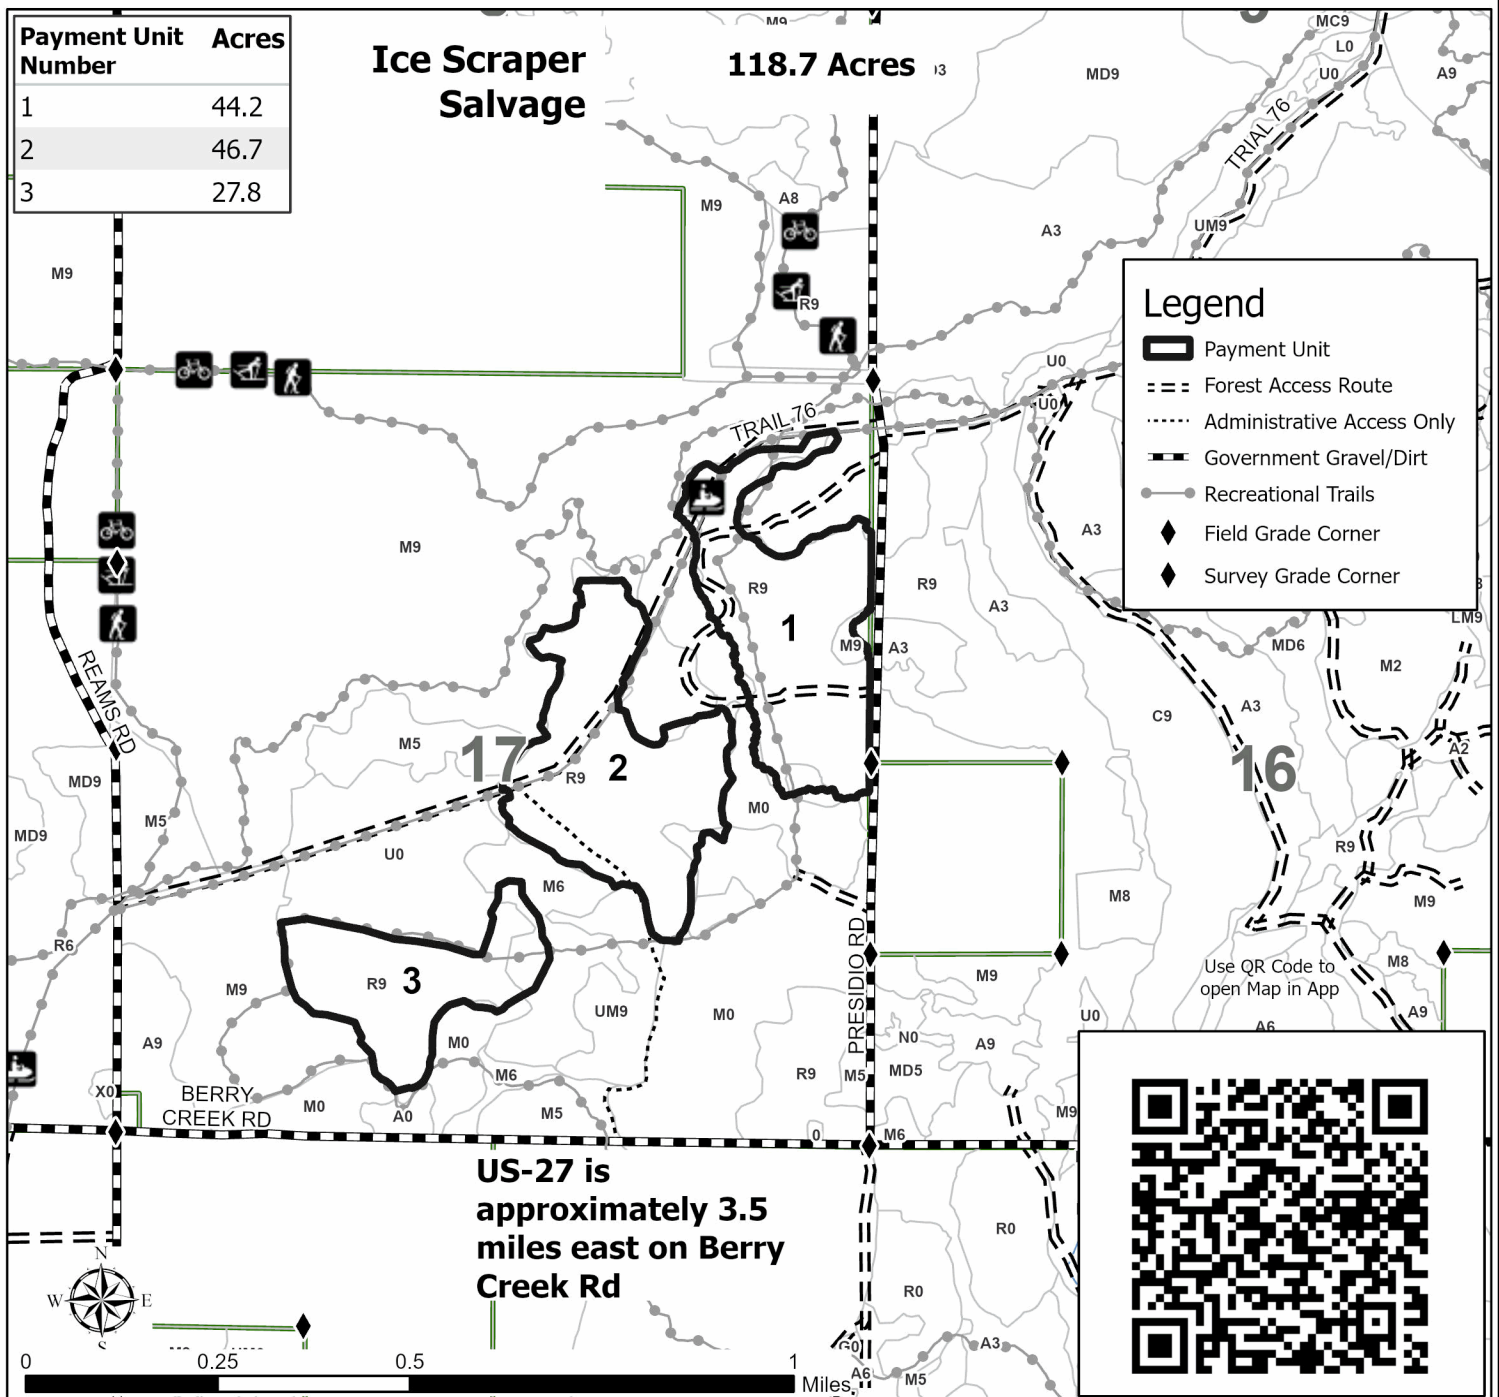 Payment Unit Acres
Number
1 44.2
2 46.7
3 27.8
Ice Scraper
Salvage
118.7 Acres
M9
MC9
L0
U0
A9
MD9
TRIAL 76
M9
A8
A3
UM9
M9
R9
Legend
Payment Unit
Forest Access Route
Administrative Access Only
Government Gravel/Dirt
Recreational Trails
Field Grade Corner
Survey Grade Corner
U0
U0
TRAIL 76
M9
A3
R9
R9
A3
1
M9
A3
LM9
MD6
M2
REAMS RD
M5
17
2
R9
C9
A3
16
A2
MD9
M5
M0
MD9
U0
R9
M6
M8
M9
R6
PRESIDIO RD
M9
R9
3
M9
Use QR Code to
open Map in App
M8
UM9
M0
U0
A6
A9
A9
M0
N0
A9
X0
M6
R9
M5
MD5
BERRY
CREEK RD
M0
A0
M5
M9
0
M6
US-27 is
approximately 3.5
miles east on Berry
Creek Rd
R0
N
W E
S
R0
G0
A3
A6
M5
0 0.25 0.5 1
Miles